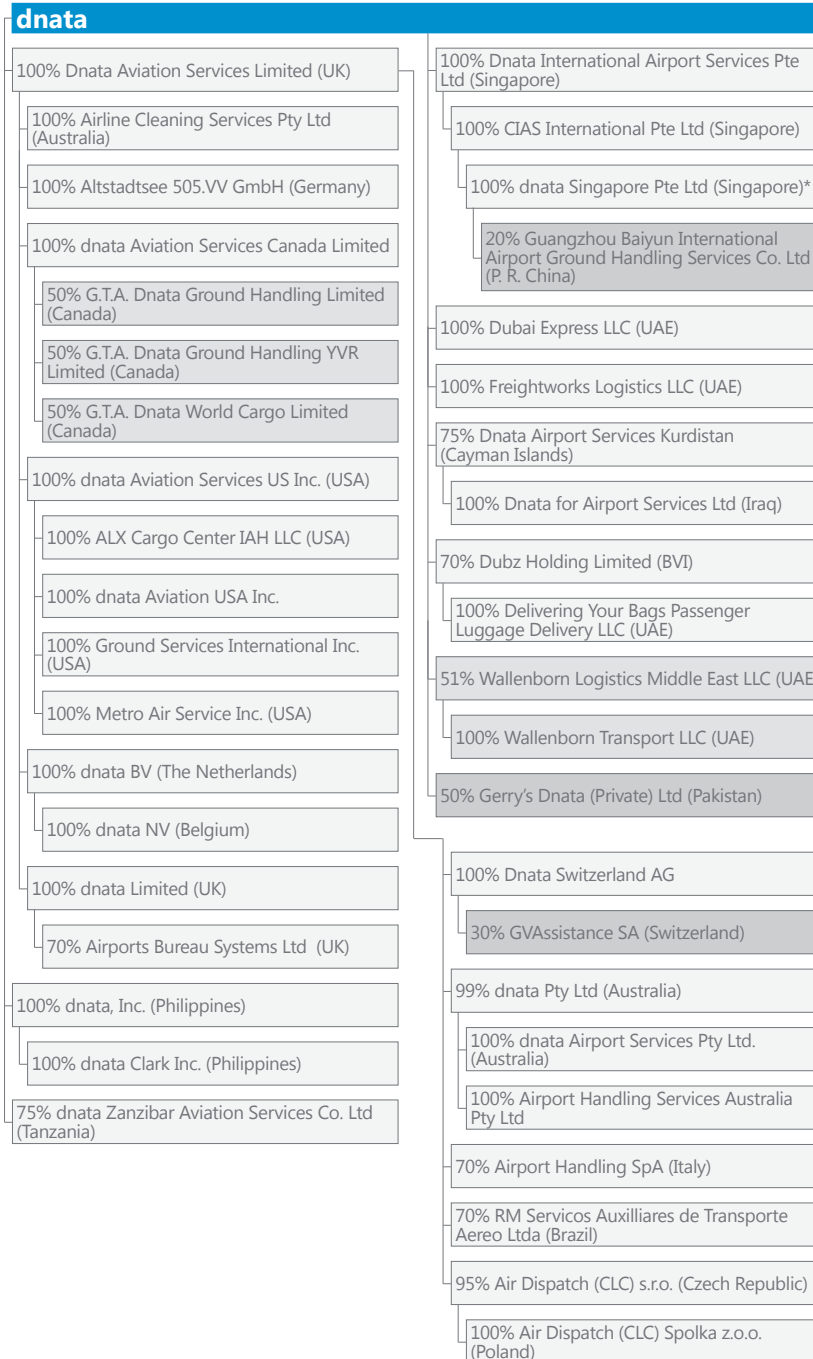 dnata
100% Dnata Aviation Services Limited (UK)
100% Airline Cleaning Services Pty Ltd
(Australia)
100% Altstadtsee 505.VV GmbH (Germany)
100% dnata Aviation Services Canada Limited
50% G.T.A. Dnata Ground Handling Limited
(Canada)
50% G.T.A. Dnata Ground Handling YVR
Limited (Canada)
50% G.T.A. Dnata World Cargo Limited
(Canada)
100% dnata Aviation Services US Inc. (USA)
100% ALX Cargo Center IAH LLC (USA)
100% dnata Aviation USA Inc.
100% Ground Services International Inc.
(USA)
100% Metro Air Service Inc. (USA)
100% dnata BV (The Netherlands)
100% dnata NV (Belgium)
100% dnata Limited (UK)
70% Airports Bureau Systems Ltd (UK)
100% dnata, Inc. (Philippines)
100% dnata Clark Inc. (Philippines)
75% dnata Zanzibar Aviation Services Co. Ltd
(Tanzania)
100% Dnata International Airport Services Pte
Ltd (Singapore)
100% CIAS International Pte Ltd (Singapore)
100% dnata Singapore Pte Ltd (Singapore)*
20% Guangzhou Baiyun International
Airport Ground Handling Services Co. Ltd
(P. R. China)
100% Dubai Express LLC (UAE)
100% Freightworks Logistics LLC (UAE)
75% Dnata Airport Services Kurdistan
(Cayman Islands)
100% Dnata for Airport Services Ltd (Iraq)
70% Dubz Holding Limited (BVI)
100% Delivering Your Bags Passenger
Luggage Delivery LLC (UAE)
51% Wallenborn Logistics Middle East LLC (UAE
100% Wallenborn Transport LLC (UAE)
50% Gerry's Dnata (Private) Ltd (Pakistan)
100% Dnata Switzerland AG
30% GVAssistance SA (Switzerland)
99% dnata Pty Ltd (Australia)
100% dnata Airport Services Pty Ltd.
(Australia)
100% Airport Handling Services Australia
Pty Ltd
70% Airport Handling SpA (Italy)
70% RM Servicos Auxilliares de Transporte
Aereo Ltda (Brazil)
95% Air Dispatch (CLC) s.r.o. (Czech Republic)
100% Air Dispatch (CLC) Spolka z.o.o.
(Poland)